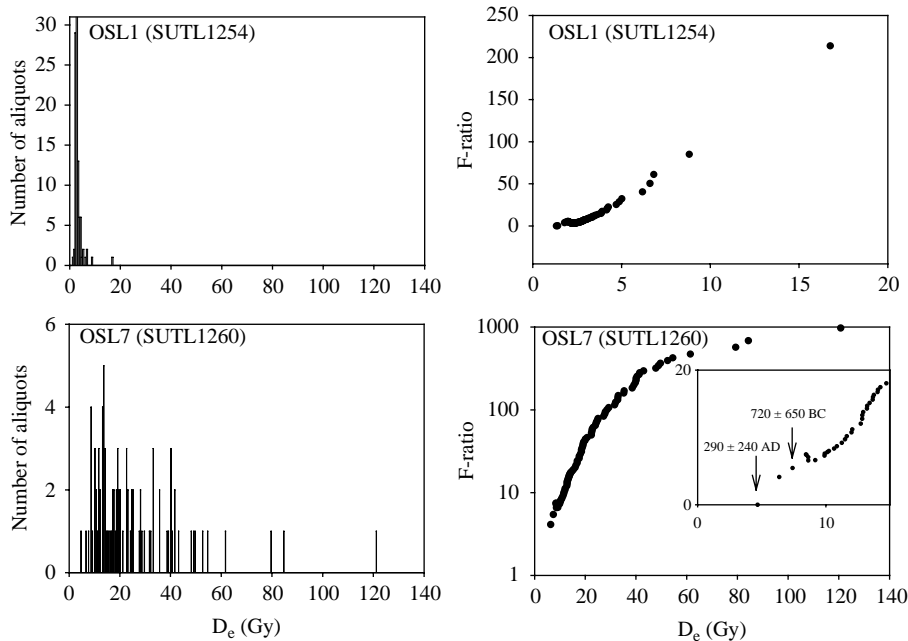 OSL1 (SUTL1254)
Number of aliquots
30
25
20
15
10
5
0
0 20 40 60 80 100 120 140
OSL1 (SUTL1254)
F-ratio
250
200
150
100
50
0
0 5 10 15 20
OSL7 (SUTL1260)
Number of aliquots
6
4
2
0
0 20 40 60 80 100 120 140
De (Gy)
OSL7 (SUTL1260)
F-ratio
1000
100
10
1
0 20 40 60 80 100 120 140
De (Gy)
20
720 ± 650 BC
290 ± 240 AD
0
0 10